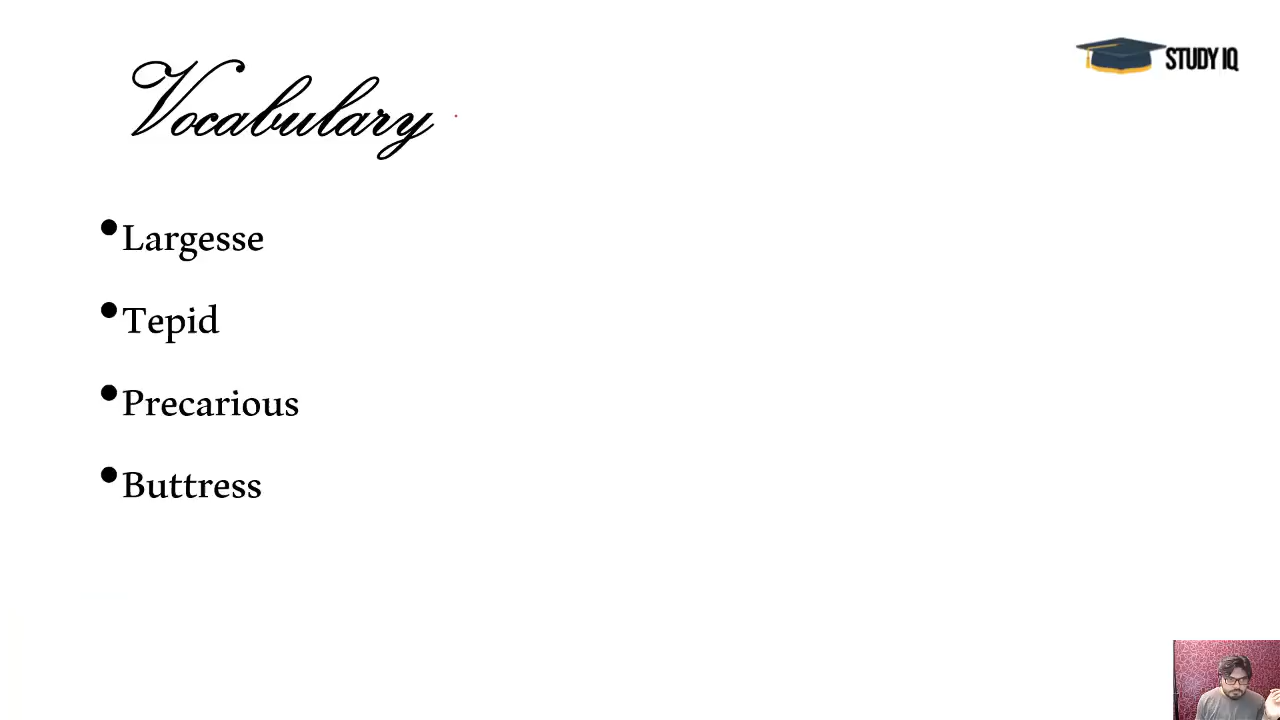 Vocabulary
STUDY IQ
•Largesse
•Tepid
•Precarious
•Buttress